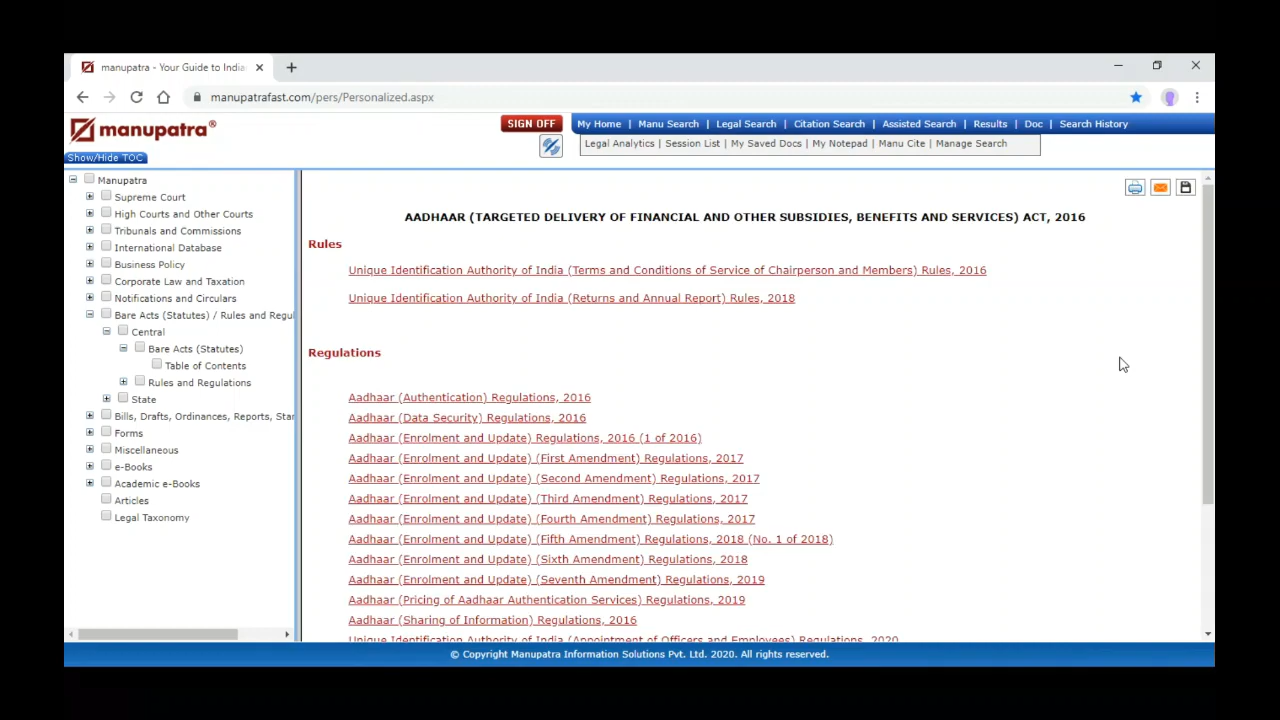 manupatra - Your Guide to India
manupatrafast.com/pers/Personalized.aspx
manupatra®
SIGN OFF
My Home | Manu Search | Legal Search | Citation Search | Assisted Search | Results | Doc | Search History
Legal Analytics | Session List | My Saved Docs | My Notepad | Manu Cite | Manage Search
Show/Hide TOC
Manupatra
Supreme Court
High Courts and Other Courts
Tribunals and Commissions
International Database
Business Policy
Corporate Law and Taxation
Notifications and Circulars
Bare Acts (Statutes) / Rules and Regul
Central
Bare Acts (Statutes)
Table of Contents
Rules and Regulations
State
Bills, Drafts, Ordinances, Reports, Star
Forms
Miscellaneous
e-Books
Academic e-Books
Articles
Legal Taxonomy
AADHAAR (TARGETED DELIVERY OF FINANCIAL AND OTHER SUBSIDIES, BENEFITS AND SERVICES) ACT, 2016
Rules
Unique Identification Authority of India (Terms and Conditions of Service of Chairperson and Members) Rules, 2016
Unique Identification Authority of India (Returns and Annual Report) Rules, 2018
Regulations
Aadhaar (Authentication) Regulations, 2016
Aadhaar (Data Security) Regulations, 2016
Aadhaar (Enrolment and Update) Regulations, 2016 (1 of 2016)
Aadhaar (Enrolment and Update) (First Amendment) Regulations, 2017
Aadhaar (Enrolment and Update) (Second Amendment) Regulations, 2017
Aadhaar (Enrolment and Update) (Third Amendment) Regulations, 2017
Aadhaar (Enrolment and Update) (Fourth Amendment) Regulations, 2017
Aadhaar (Enrolment and Update) (Fifth Amendment) Regulations, 2018 (No. 1 of 2018)
Aadhaar (Enrolment and Update) (Sixth Amendment) Regulations, 2018
Aadhaar (Enrolment and Update) (Seventh Amendment) Regulations, 2019
Aadhaar (Pricing of Aadhaar Authentication Services) Regulations, 2019
Aadhaar (Sharing of Information) Regulations, 2016
Unique Identification Authority of India (Appointment of Officers and Employees) Regulations, 2020
© Copyright Manupatra Information Solutions Pvt. Ltd. 2020. All rights reserved.